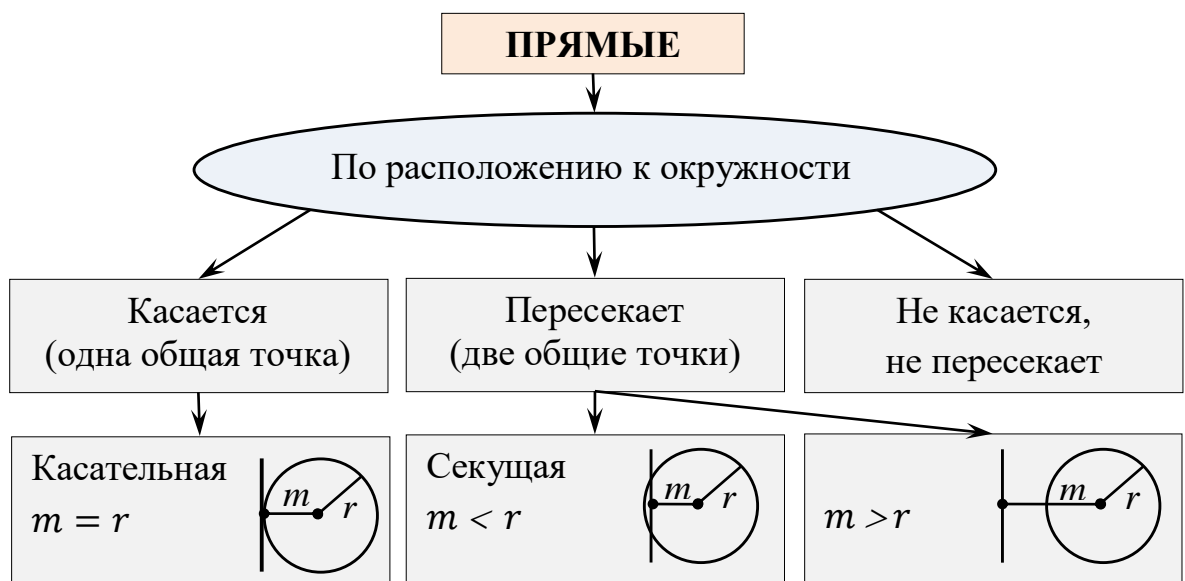 ПРЯМЫЕ
По расположению к окружности
Касается
(одна общая точка)
Пересекает
(две общие точки)
Не касается,
не пересекает
Касательная
m = r
m
r
Секущая
m < r
m
r
m > r
m
r